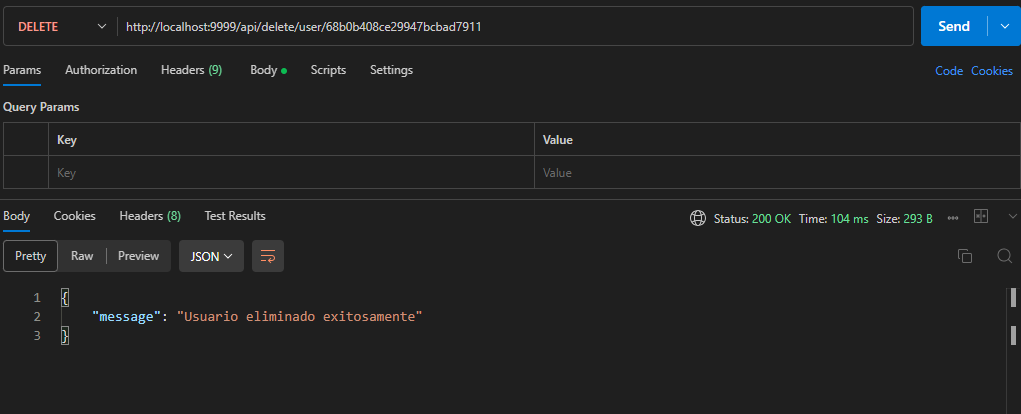 DELETE http://localhost:9999/api/delete/user/68b0b408ce29947bcbad7911 Send
Params Authorization Headers (9) Body Scripts Settings Code Cookies
Query Params
Key Value
Key Value
Body Cookies Headers (8) Test Results Status: 200 OK Time: 104 ms Size: 293 B
Pretty Raw Preview JSON
1 {
2 "message": "Usuario eliminado exitosamente"
3 }